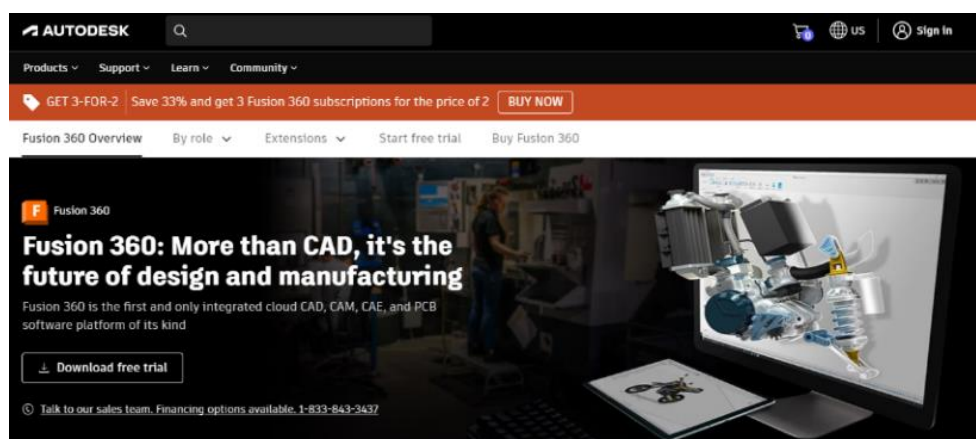 AUTODESK
0
US
Sign In
Products
Support
Learn
Community
GET 3-FOR-2
Save 33% and get 3 Fusion 360 subscriptions for the price of 2
BUY NOW
Fusion 360 Overview
By role
Extensions
Start free trial
Buy Fusion 360
F
Fusion 360
Fusion 360: More than CAD, it's the
future of design and manufacturing
Fusion 360 is the first and only integrated cloud CAD, CAM, CAE, and PCB
software platform of its kind
Download free trial
Talk to our sales team. Financing options available. 1-833-843-3437